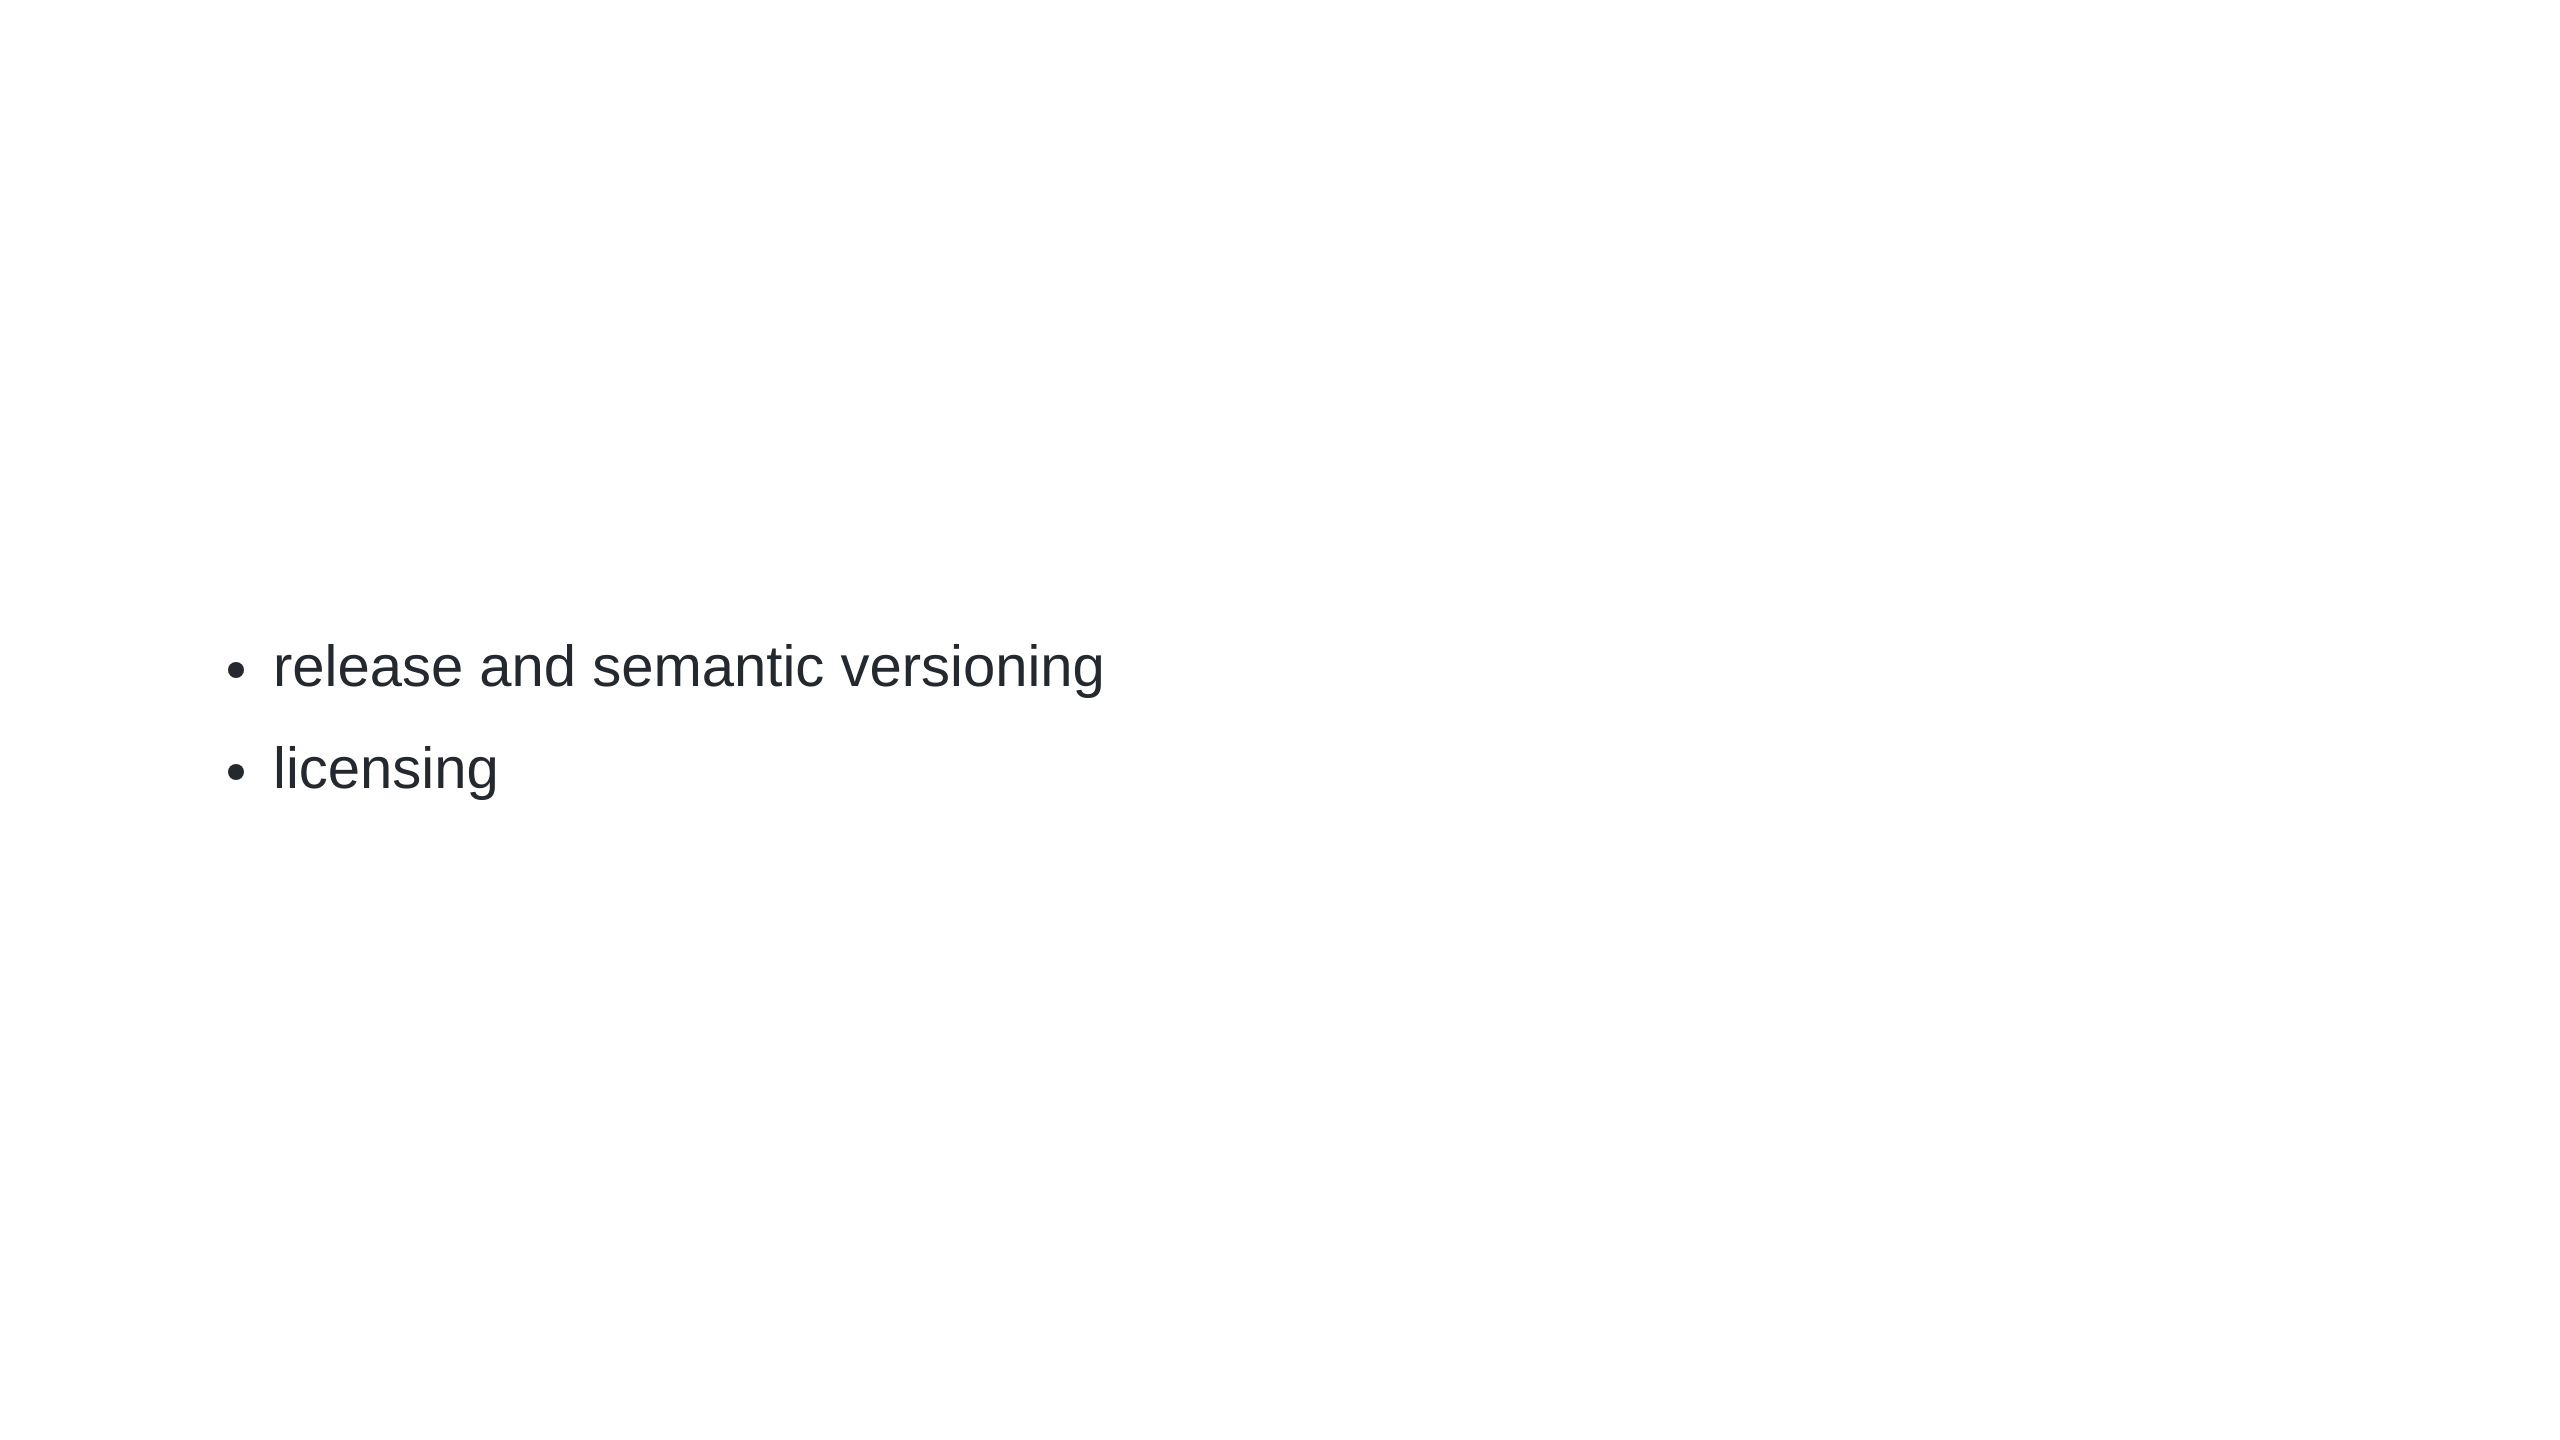 • release and semantic versioning
• licensing